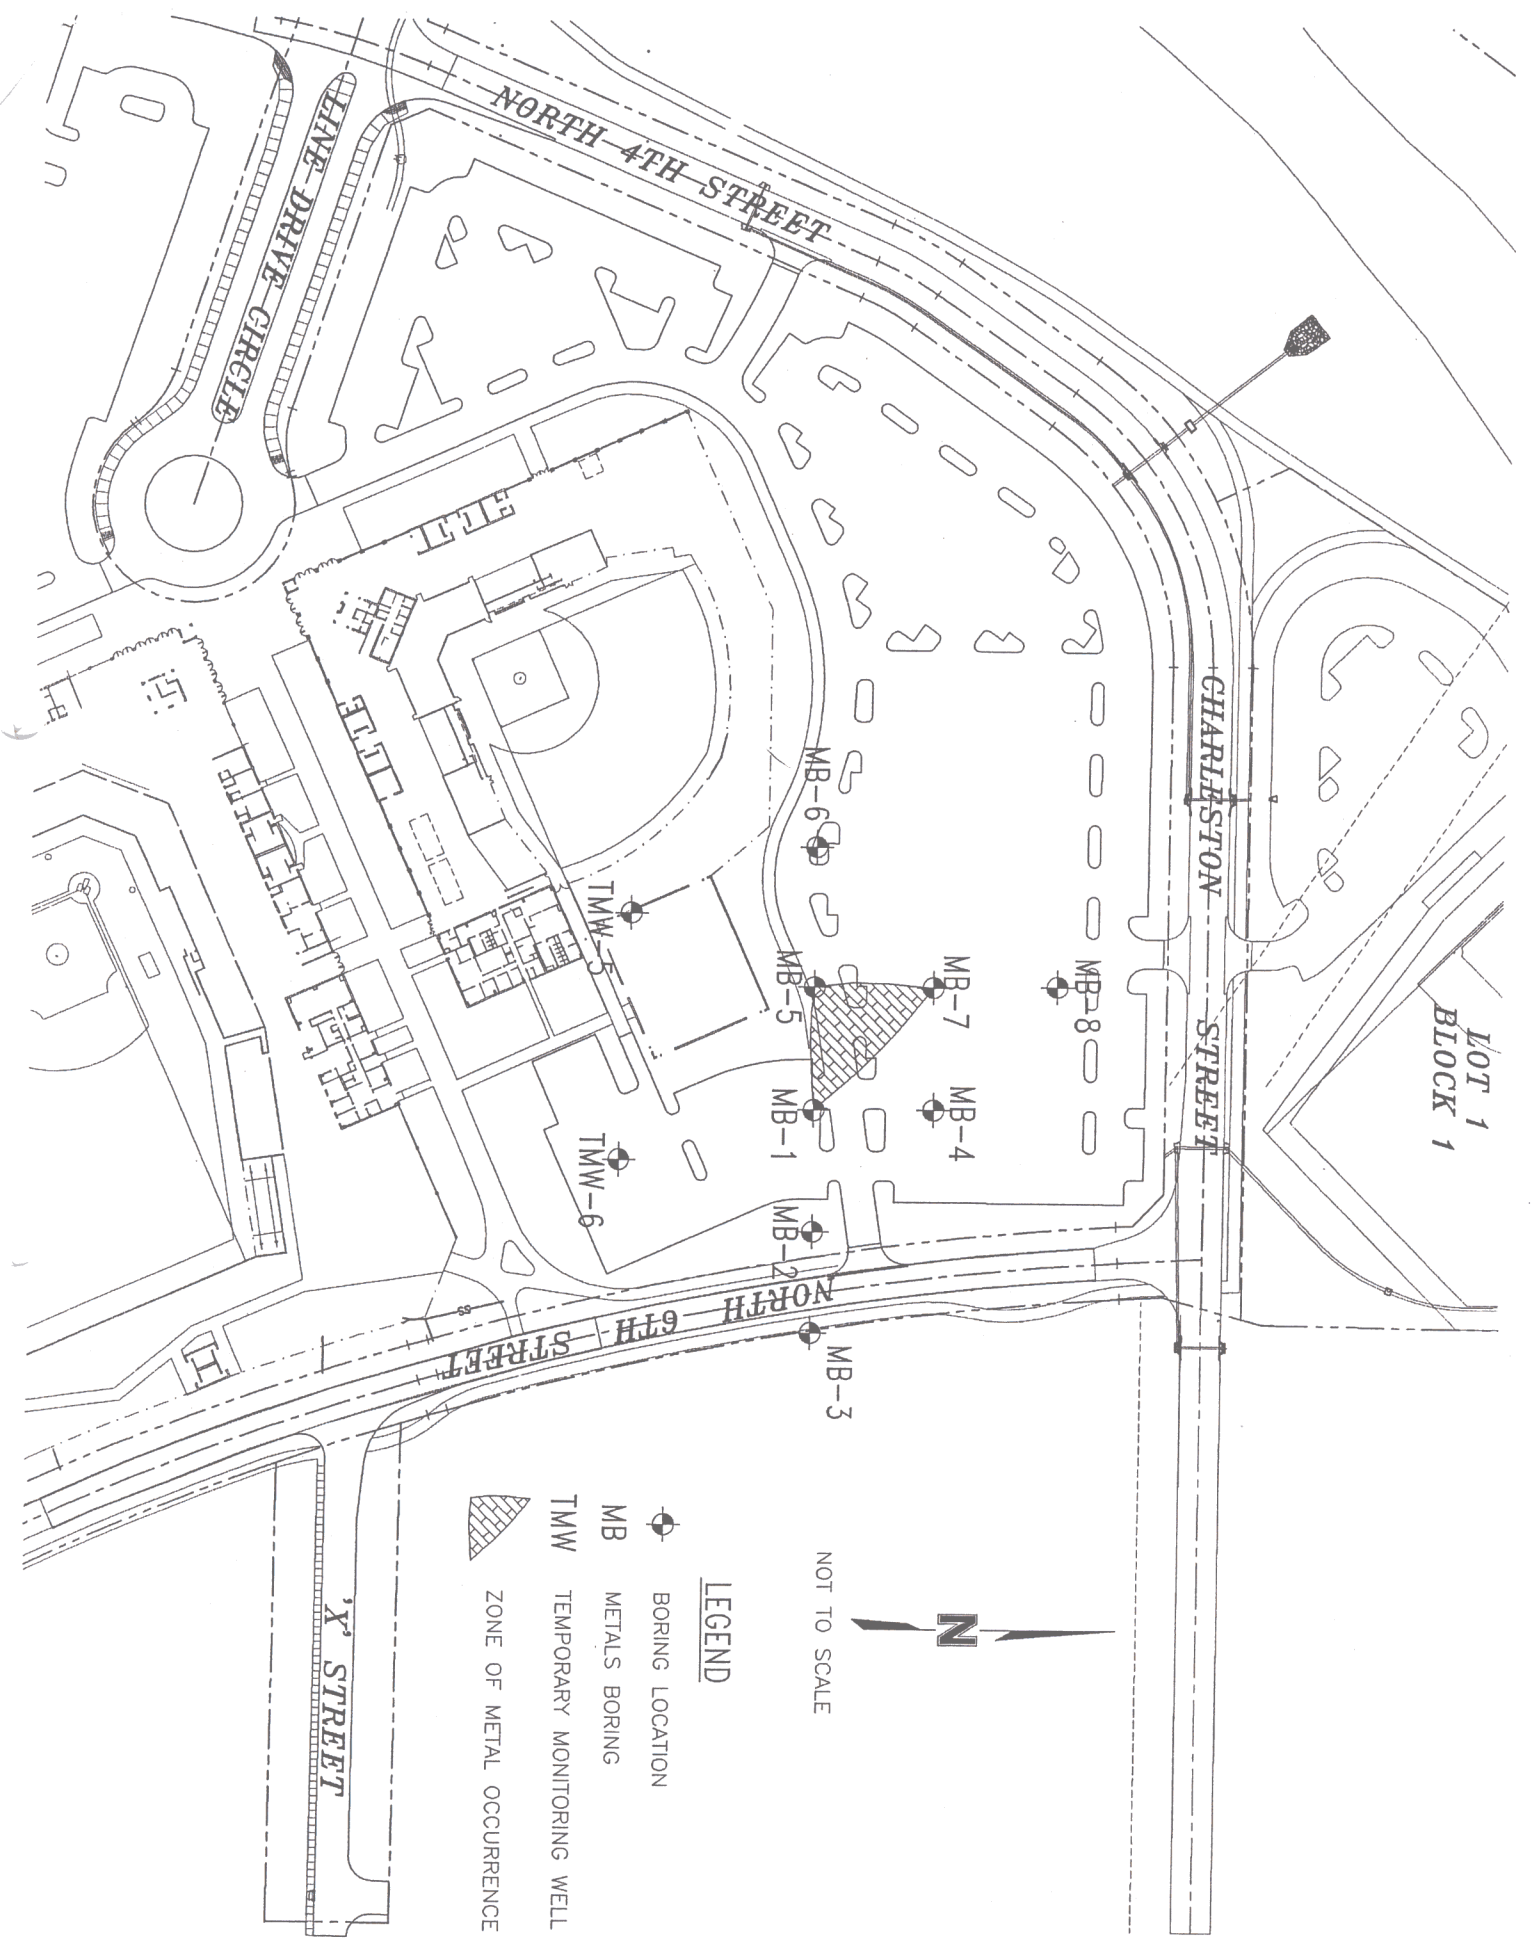 NORTH 4TH STREET
LINE DRIVE CIRCLE
CHARLESTON STREET
LOT 1
BLOCK 1
MB-6
TMW-5
MB-5
MB-7
MB-8
MB-1
MB-4
TMW-6
MB-2
MB-3
NORTH 6TH STREET
SS
'X' STREET
N
NOT TO SCALE
LEGEND
BORING LOCATION
MB METALS BORING
TMW TEMPORARY MONITORING WELL
ZONE OF METAL OCCURRENCE